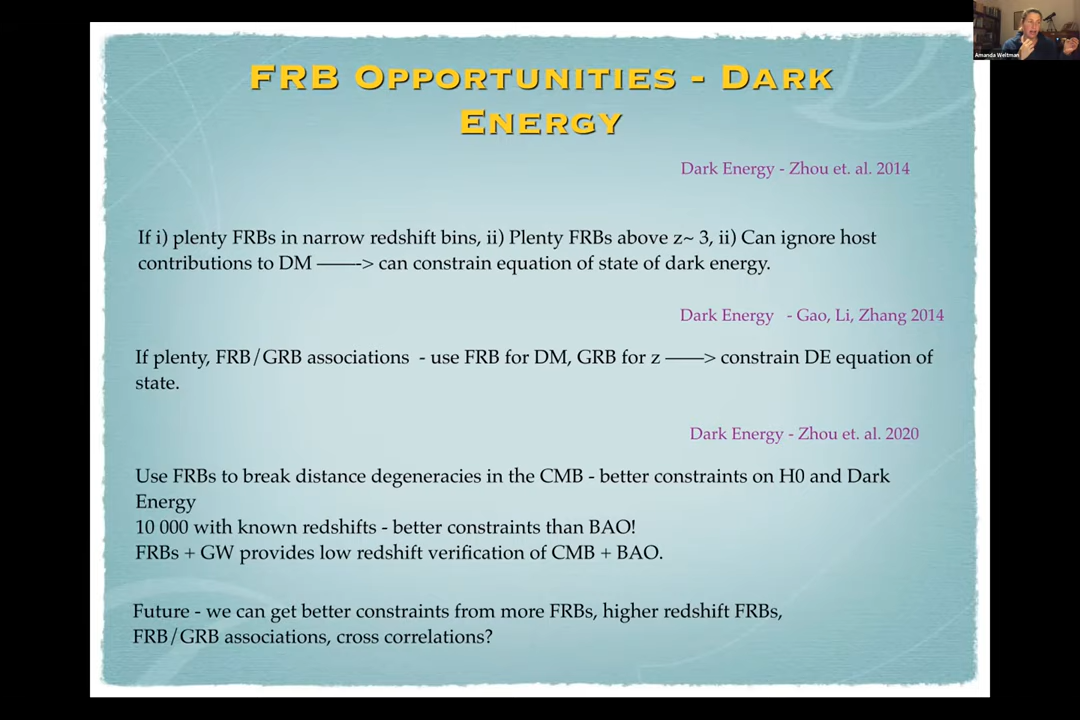 Amanda Weltman
FRB Opportunities - Dark
Energy
Dark Energy - Zhou et. al. 2014
If i) plenty FRBs in narrow redshift bins, ii) Plenty FRBs above z~ 3, ii) Can ignore host
contributions to DM ——-> can constrain equation of state of dark energy.
Dark Energy - Gao, Li, Zhang 2014
If plenty, FRB/GRB associations - use FRB for DM, GRB for z ——> constrain DE equation of
state.
Dark Energy - Zhou et. al. 2020
Use FRBs to break distance degeneracies in the CMB - better constraints on H0 and Dark
Energy
10 000 with known redshifts - better constraints than BAO!
FRBs + GW provides low redshift verification of CMB + BAO.
Future - we can get better constraints from more FRBs, higher redshift FRBs,
FRB/GRB associations, cross correlations?